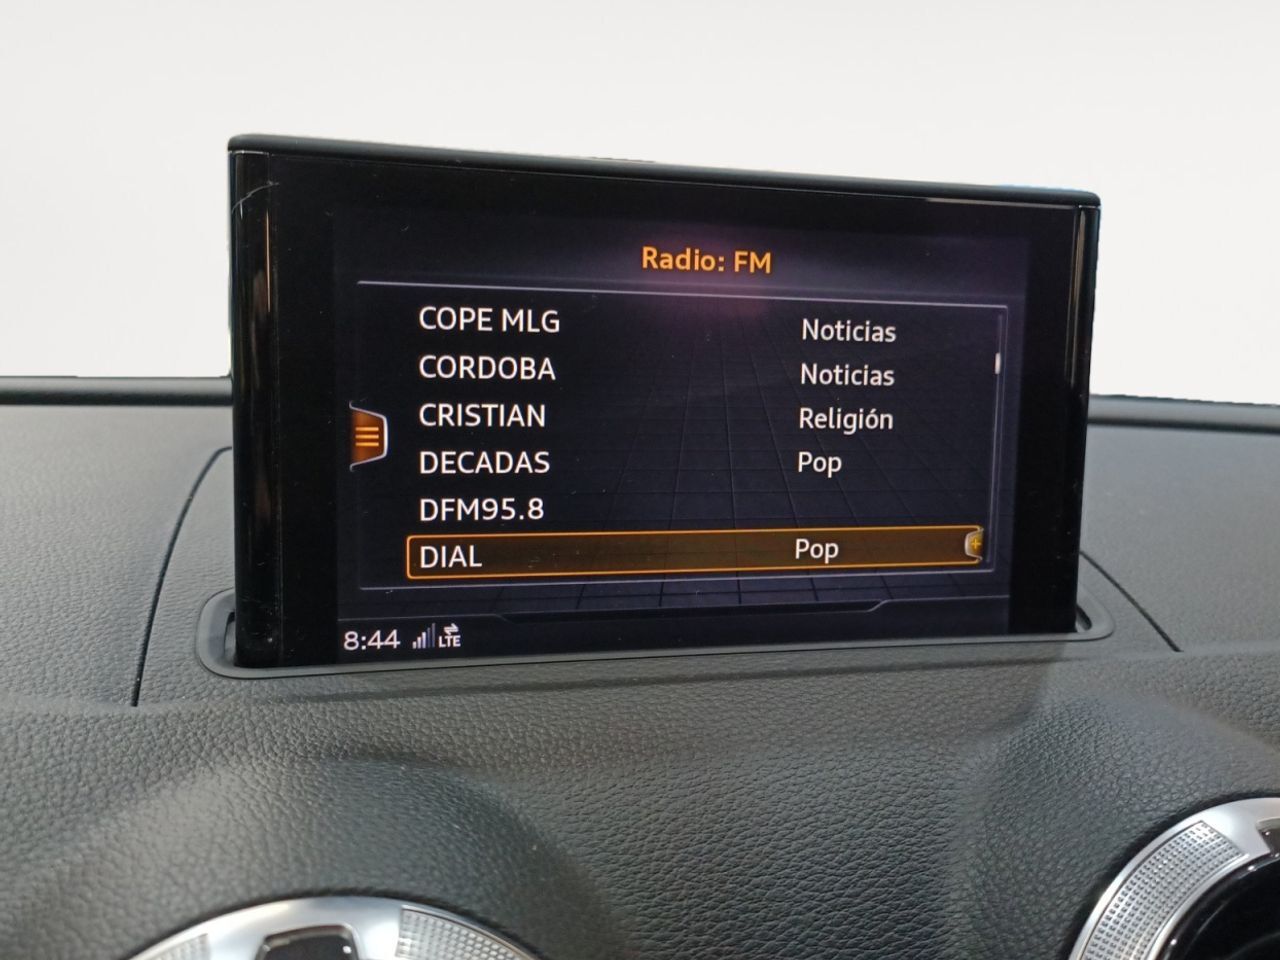 Radio: FM
COPE MLG Noticias
CORDOBA Noticias
CRISTIAN Religión
DECADAS Pop
DFM95.8
DIAL Pop
8:44 LTE